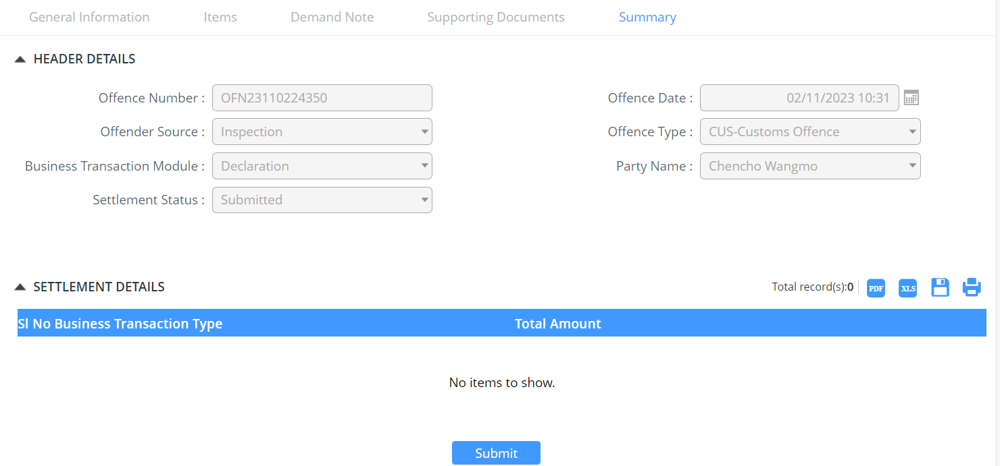 General Information Items Demand Note Supporting Documents Summary
HEADER DETAILS
Offence Number : OFN23110224350 Offence Date : 02/11/2023 10:31
Offender Source : Inspection Offence Type : CUS-Customs Offence
Business Transaction Module : Declaration Party Name : Chencho Wangmo
Settlement Status : Submitted
SETTLEMENT DETAILS Total record(s):0 PDF XLS
Sl No Business Transaction Type Total Amount
No items to show.
Submit